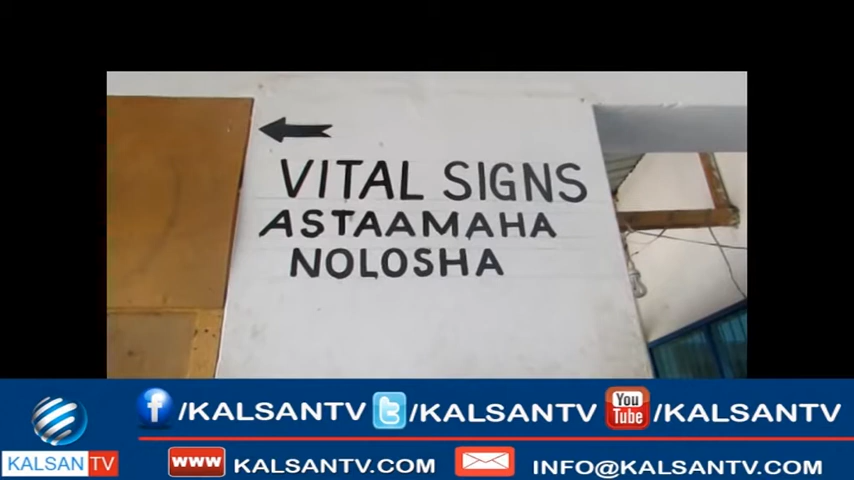 VITAL SIGNS
ASTAAMAHA
NOLOSHA
f /KALSANTV t /KALSANTV You Tube /KALSANTV
KALSAN TV
www KALSANTV.COM INFO@KALSANTV.COM